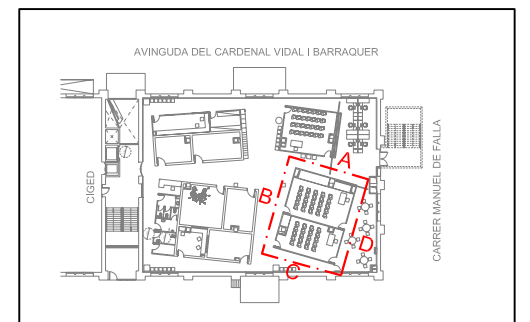 AVINGUDA DEL CARDENAL VIDAL I BARRAQUER
CIGED
CARRER MANUEL DE FALLA
A
B
D
C